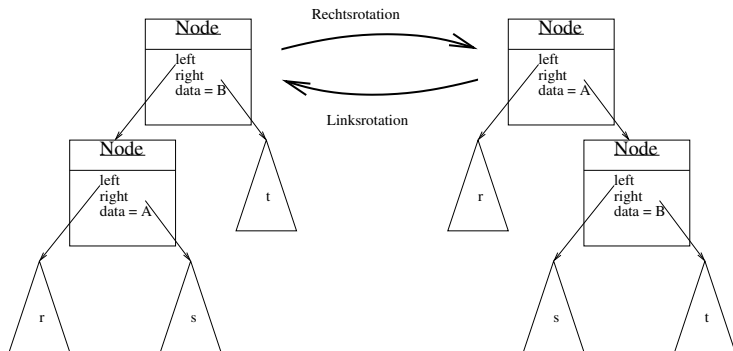 Rechtsrotation
Node
left
right
data = B
Node
left
right
data = A
Linksrotation
Node
left
right
data = A
t
r
Node
left
right
data = B
r
s
s
t